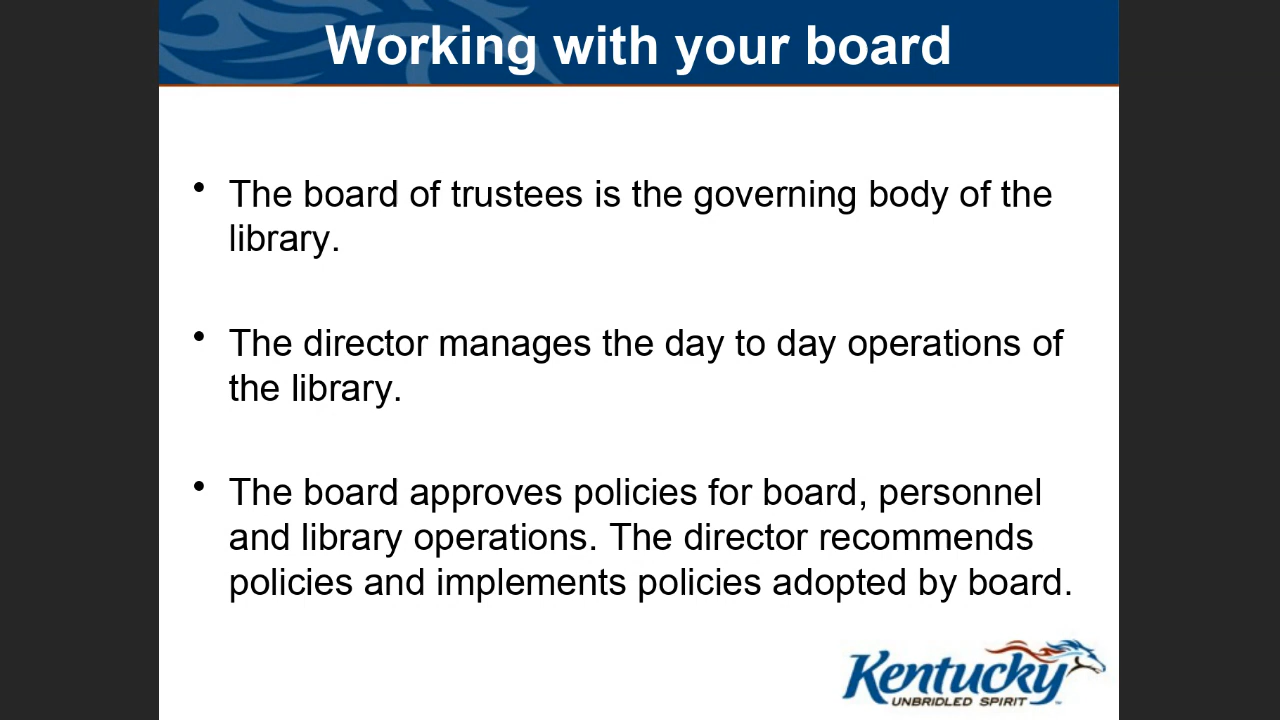 Working with your board
• The board of trustees is the governing body of the
library.
• The director manages the day to day operations of
the library.
• The board approves policies for board, personnel
and library operations. The director recommends
policies and implements policies adopted by board.
Kentucky
UNBRIDLED SPIRIT™